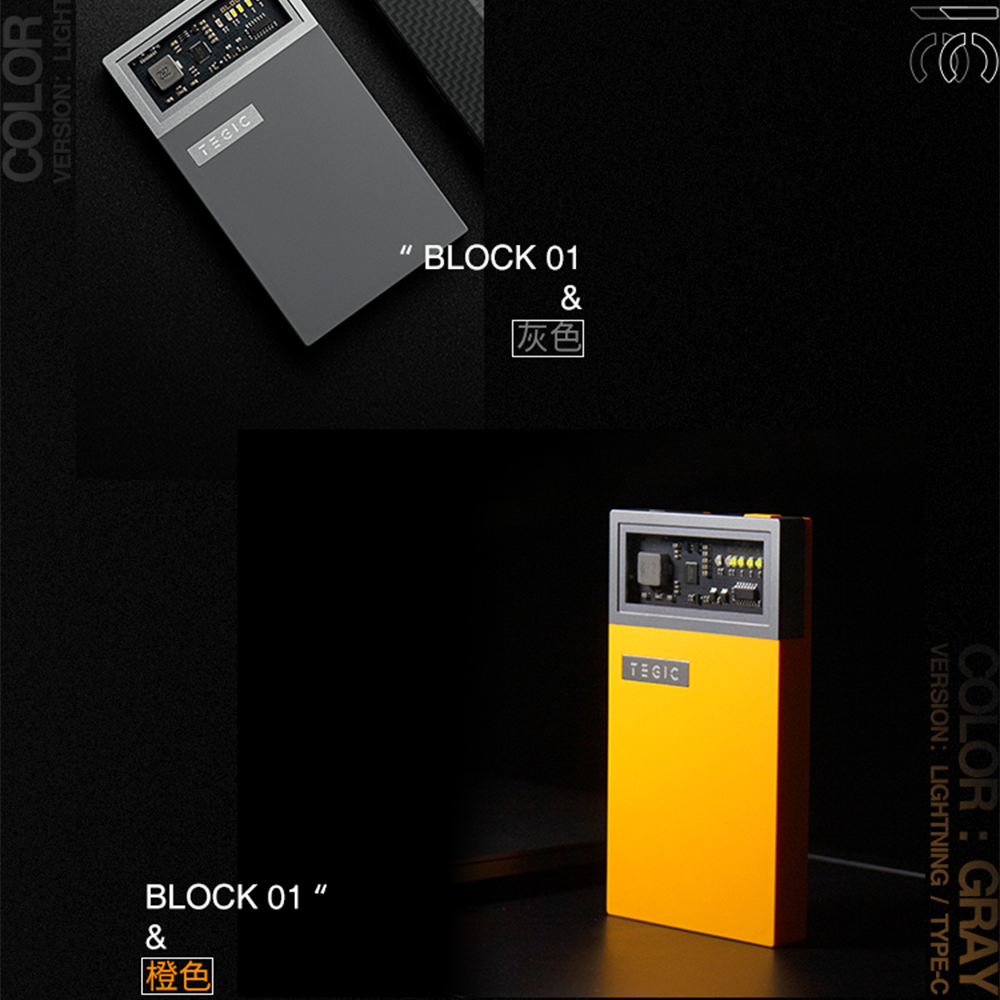 COLOR
VERSION: LIGHT
TEGIC
“ BLOCK 01
&
灰色
TEGIC
COLOR : GRAY
VERSION: LIGHTNING / TYPE-C
BLOCK 01 “
&
橙色